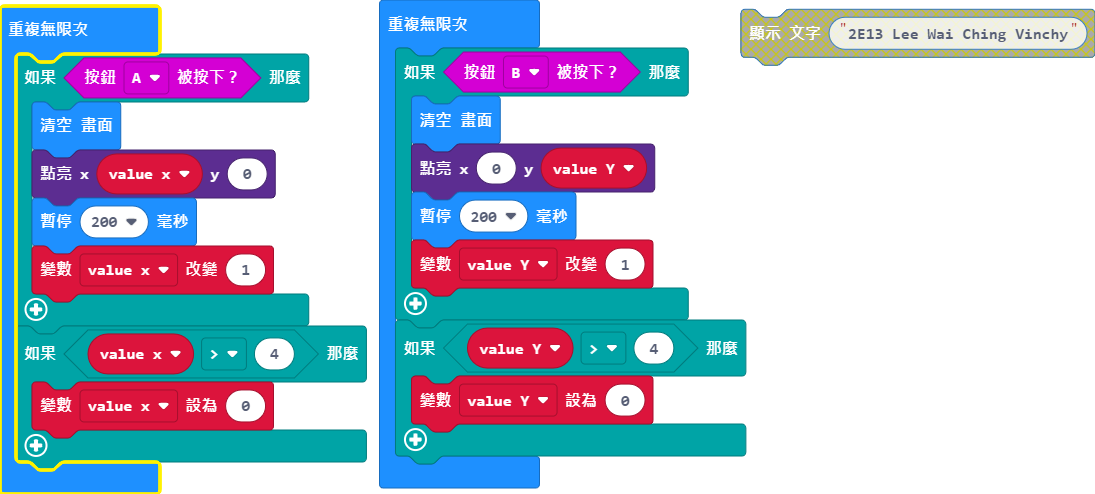 重複無限次
如果 按鈕 A 被按下? 那麼
清空 畫面
點亮 x value x y 0
暫停 200 毫秒
變數 value x 改變 1
如果 value x > 4 那麼
變數 value x 設為 0
重複無限次
如果 按鈕 B 被按下? 那麼
清空 畫面
點亮 x 0 y value Y
暫停 200 毫秒
變數 value Y 改變 1
如果 value Y > 4 那麼
變數 value Y 設為 0
顯示 文字 "2E13 Lee Wai Ching Vinchy"